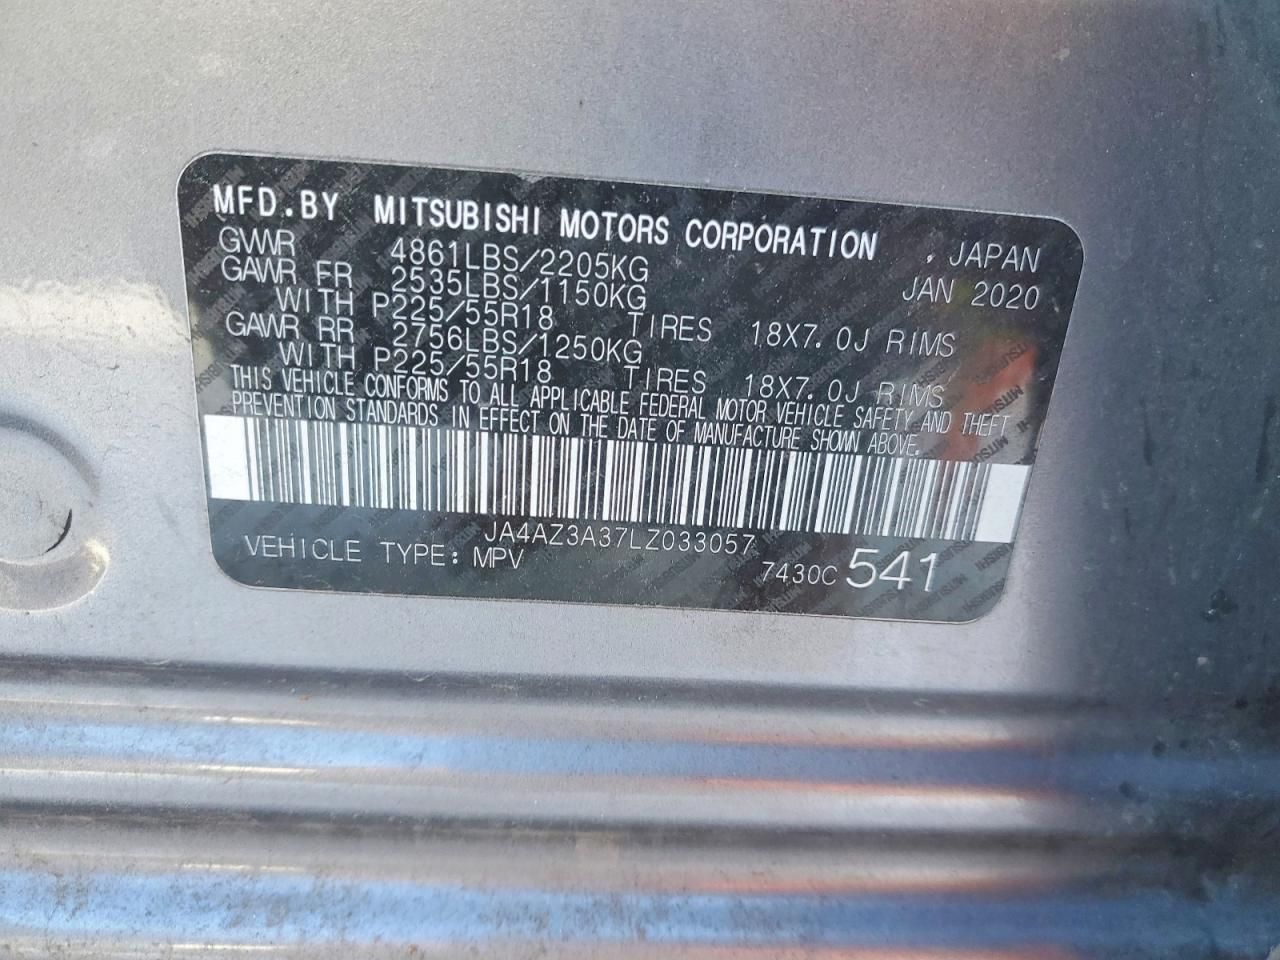 MFD.BY MITSUBISHI MOTORS CORPORATION , JAPAN
GVWR 4861LBS/2205KG JAN 2020
GAWR FR 2535LBS/1150KG
WITH P225/55R18 TIRES 18X7.0J RIMS
GAWR RR 2756LBS/1250KG
WITH P225/55R18 TIRES 18X7.0J RIMS
THIS VEHICLE CONFORMS TO ALL APPLICABLE FEDERAL MOTOR VEHICLE SAFETY AND THEFT
PREVENTION STANDARDS IN EFFECT ON THE DATE OF MANUFACTURE SHOWN ABOVE.
JA4AZ3A37LZ033057
VEHICLE TYPE: MPV 7430C 541